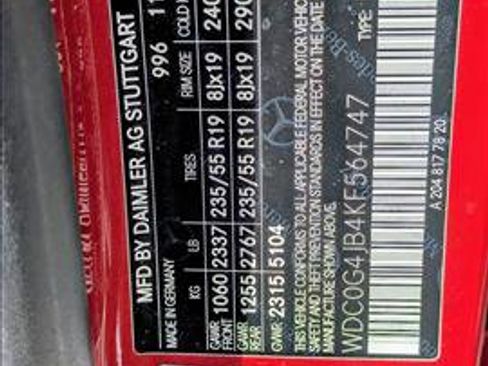 MFD BY DAIMLER AG STUTTGART
MADE IN GERMANY 996 11
KG LB TIRES RIM SIZE COLD
GAWR FRONT 1060 2337 235/55 R19 8Jx19 240
GAWR REAR 1255 2767 235/55 R19 8Jx19 290
GVWR 2315 5104
THIS VEHICLE CONFORMS TO ALL APPLICABLE FEDERAL MOTOR VEHICLE
SAFETY AND THEFT PREVENTION STANDARDS IN EFFECT ON THE DATE
MANUFACTURE SHOWN ABOVE.
WDC0G4JB4KF564747
A 204 817 78 20